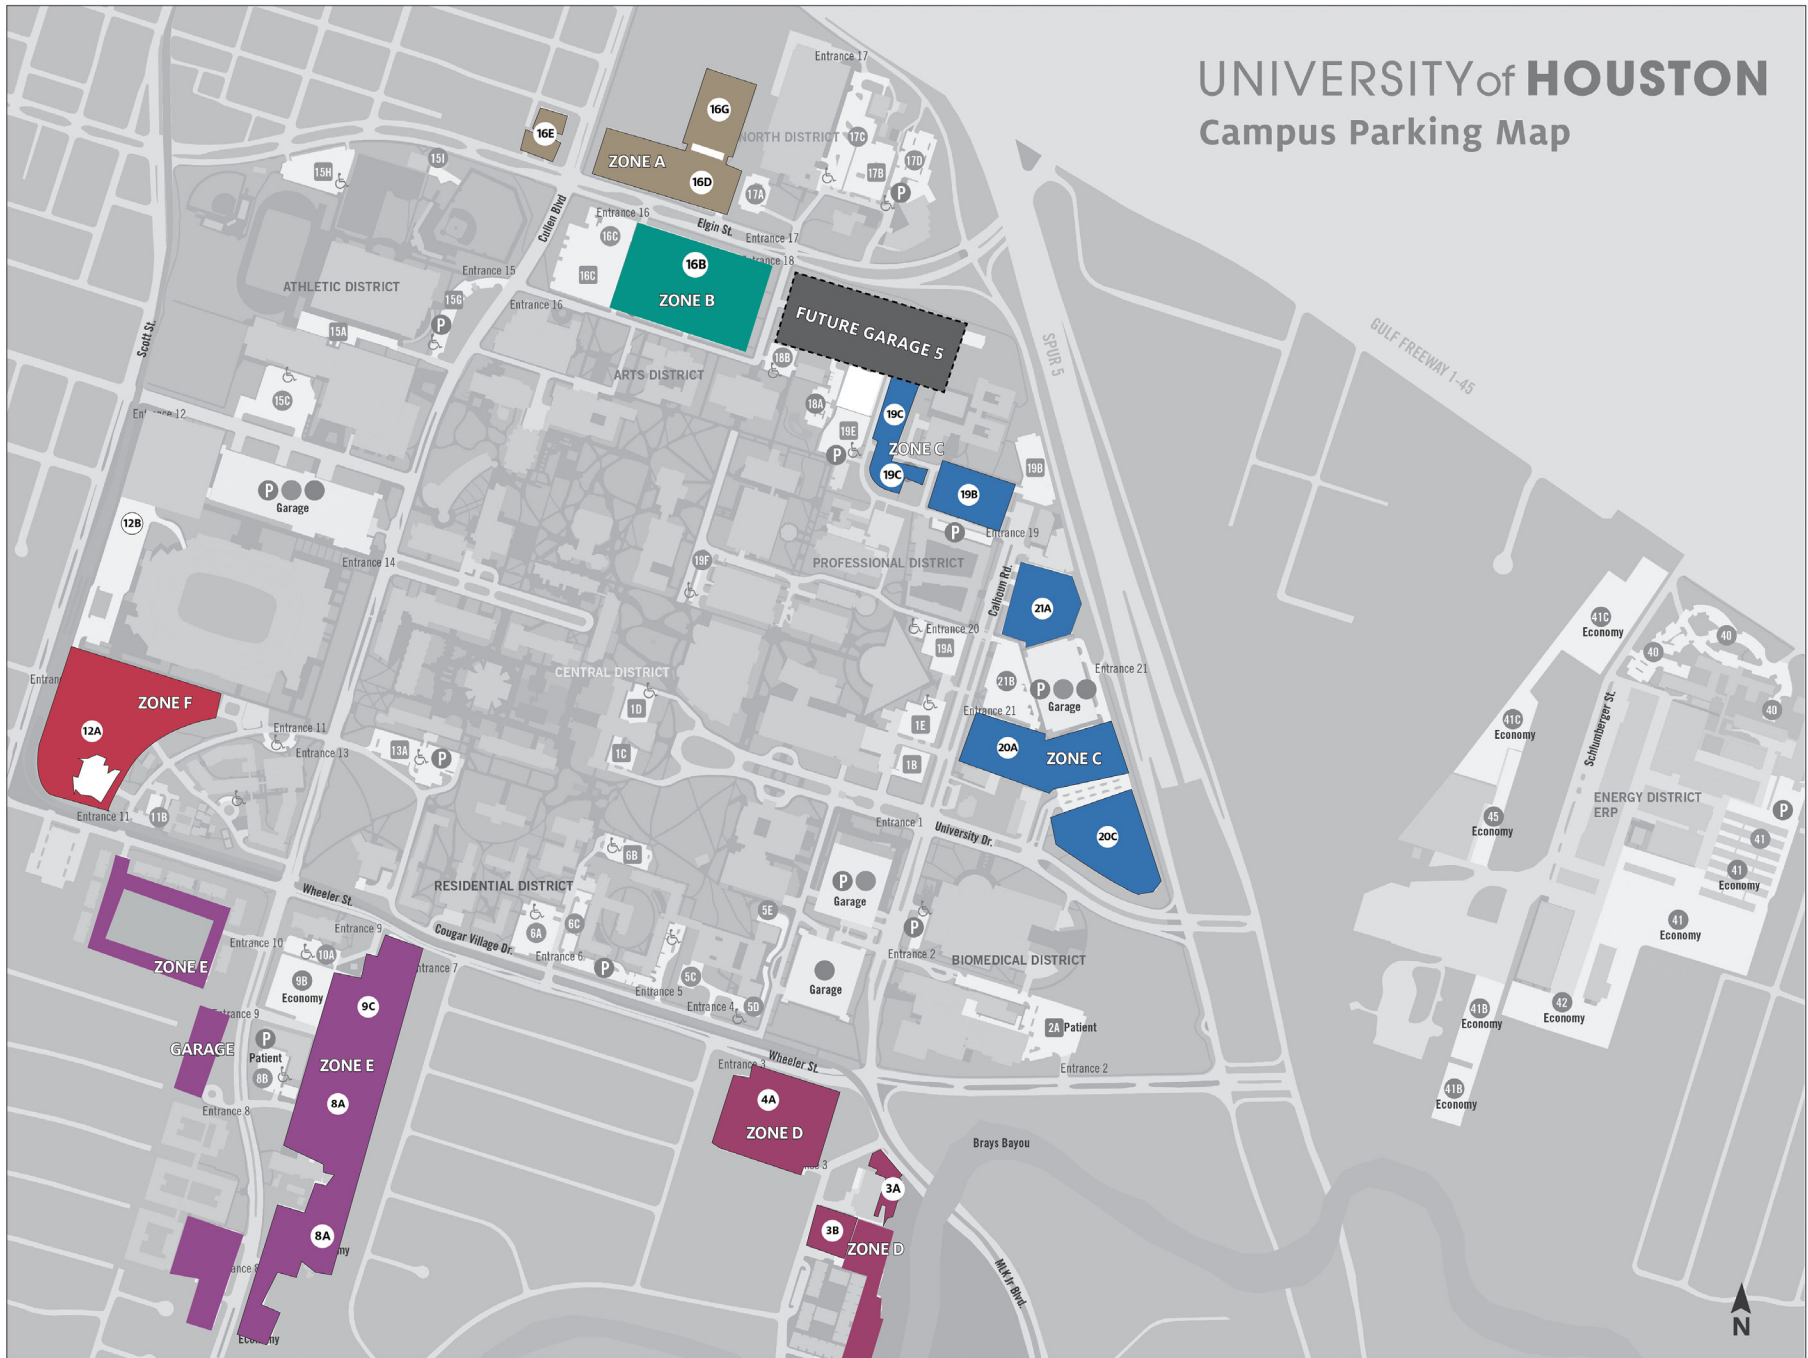 UNIVERSITY of HOUSTON
Campus Parking Map
Entrance 17
16G
16E
NORTH DISTRICT
17C
ZONE A
15I
17D
15H
17B
16D
17A
P
Cullen Blvd
Entrance 16
Elgin St.
16C
Entrance 17
16B
Entrance 15
16C
ATHLETIC DISTRICT
15G
ZONE B
Entrance 16
P
15A
FUTURE GARAGE 5
Scott St.
SPUR 5
GULF FREEWAY 1-45
18B
ARTS DISTRICT
15C
18A
19C
19E
ZONE C
P
19B
19C
19B
P
Garage
12B
P
Entrance 19
Entrance 14
19F
PROFESSIONAL DISTRICT
Calhoun Rd.
21A
41C
Economy
Entrance 20
40
19A
40
CENTRAL DISTRICT
Entrance 21
21B
P
Garage
ZONE F
1D
Entrance 21
40
41C
Economy
12A
Entrance 11
1E
Entrance 13
13A
P
1C
20A
ZONE C
1B
Schlumberger St.
ENERGY DISTRICT
ERP
P
Entrance 11
11B
Entrance 1
University Dr.
20C
45
Economy
41
6B
41
Economy
P
Garage
RESIDENTIAL DISTRICT
Wheeler St.
5E
6C
41
Economy
Entrance 9
6A
P
Cougar Village Dr.
Entrance 10
Entrance 6
Entrance 2
10A
BIOMEDICAL DISTRICT
ZONE E
P
5C
Garage
9B
Economy
Entrance 5
9C
Entrance 4
5D
41B
Economy
42
Economy
2A Patient
P
Patient
GARAGE
Wheeler St.
ZONE E
Entrance 3
Entrance 2
8B
41B
Economy
8A
4A
Entrance 8
ZONE D
Brays Bayou
3A
3B
8A
ZONE D
MLK Jr Blvd.
N